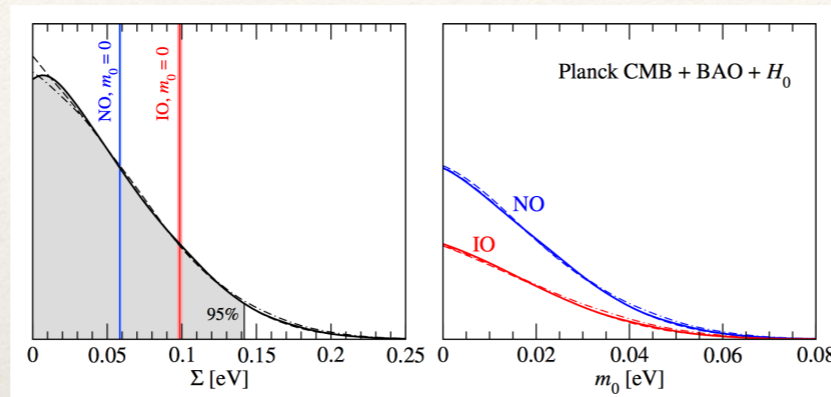 NO, m₀ = 0
IO, m₀ = 0
95%
0 0.05 0.1 0.15 0.2 0.25
Σ [eV]
Planck CMB + BAO + H₀
NO
IO
0 0.02 0.04 0.06 0.08
m₀ [eV]